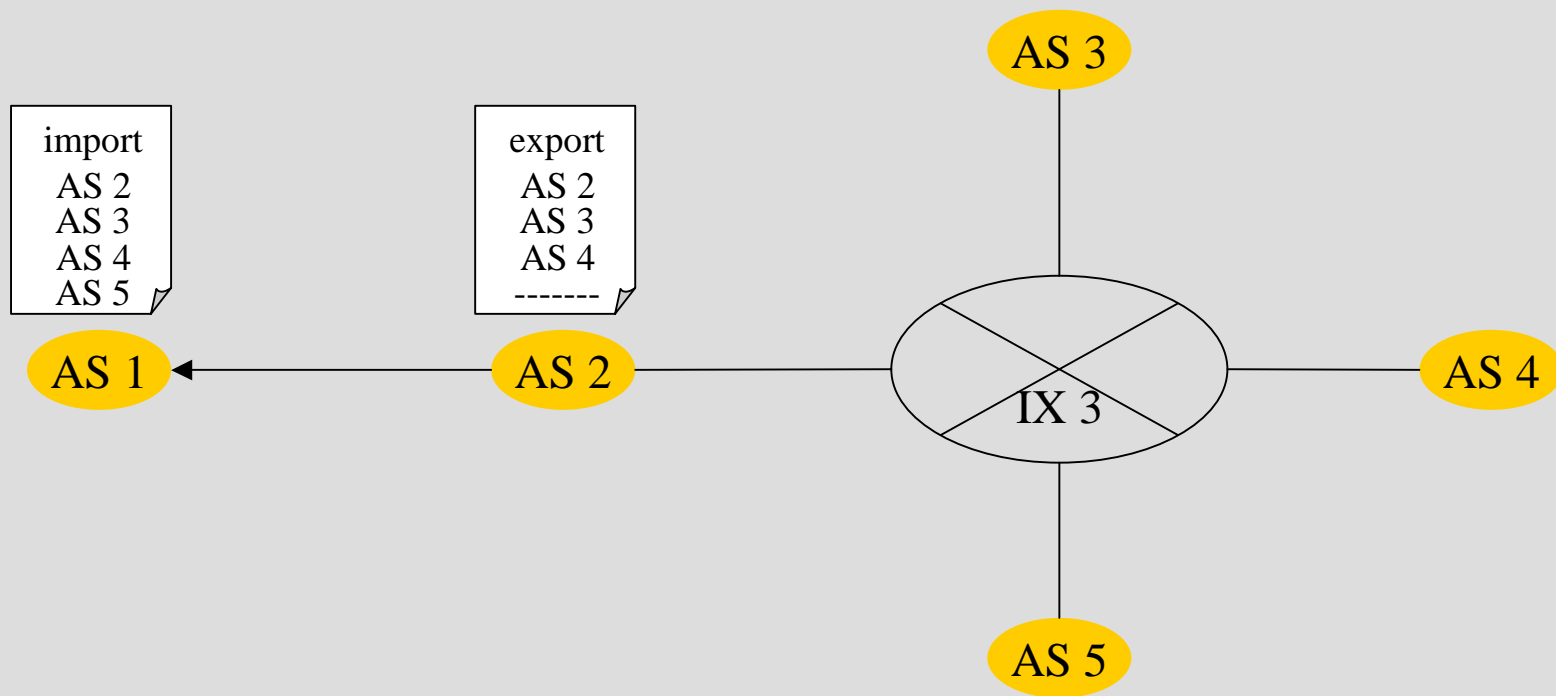 AS 3
import
AS 2
AS 3
AS 4
AS 5
export
AS 2
AS 3
AS 4
-------
AS 1
AS 2
IX 3
AS 4
AS 5